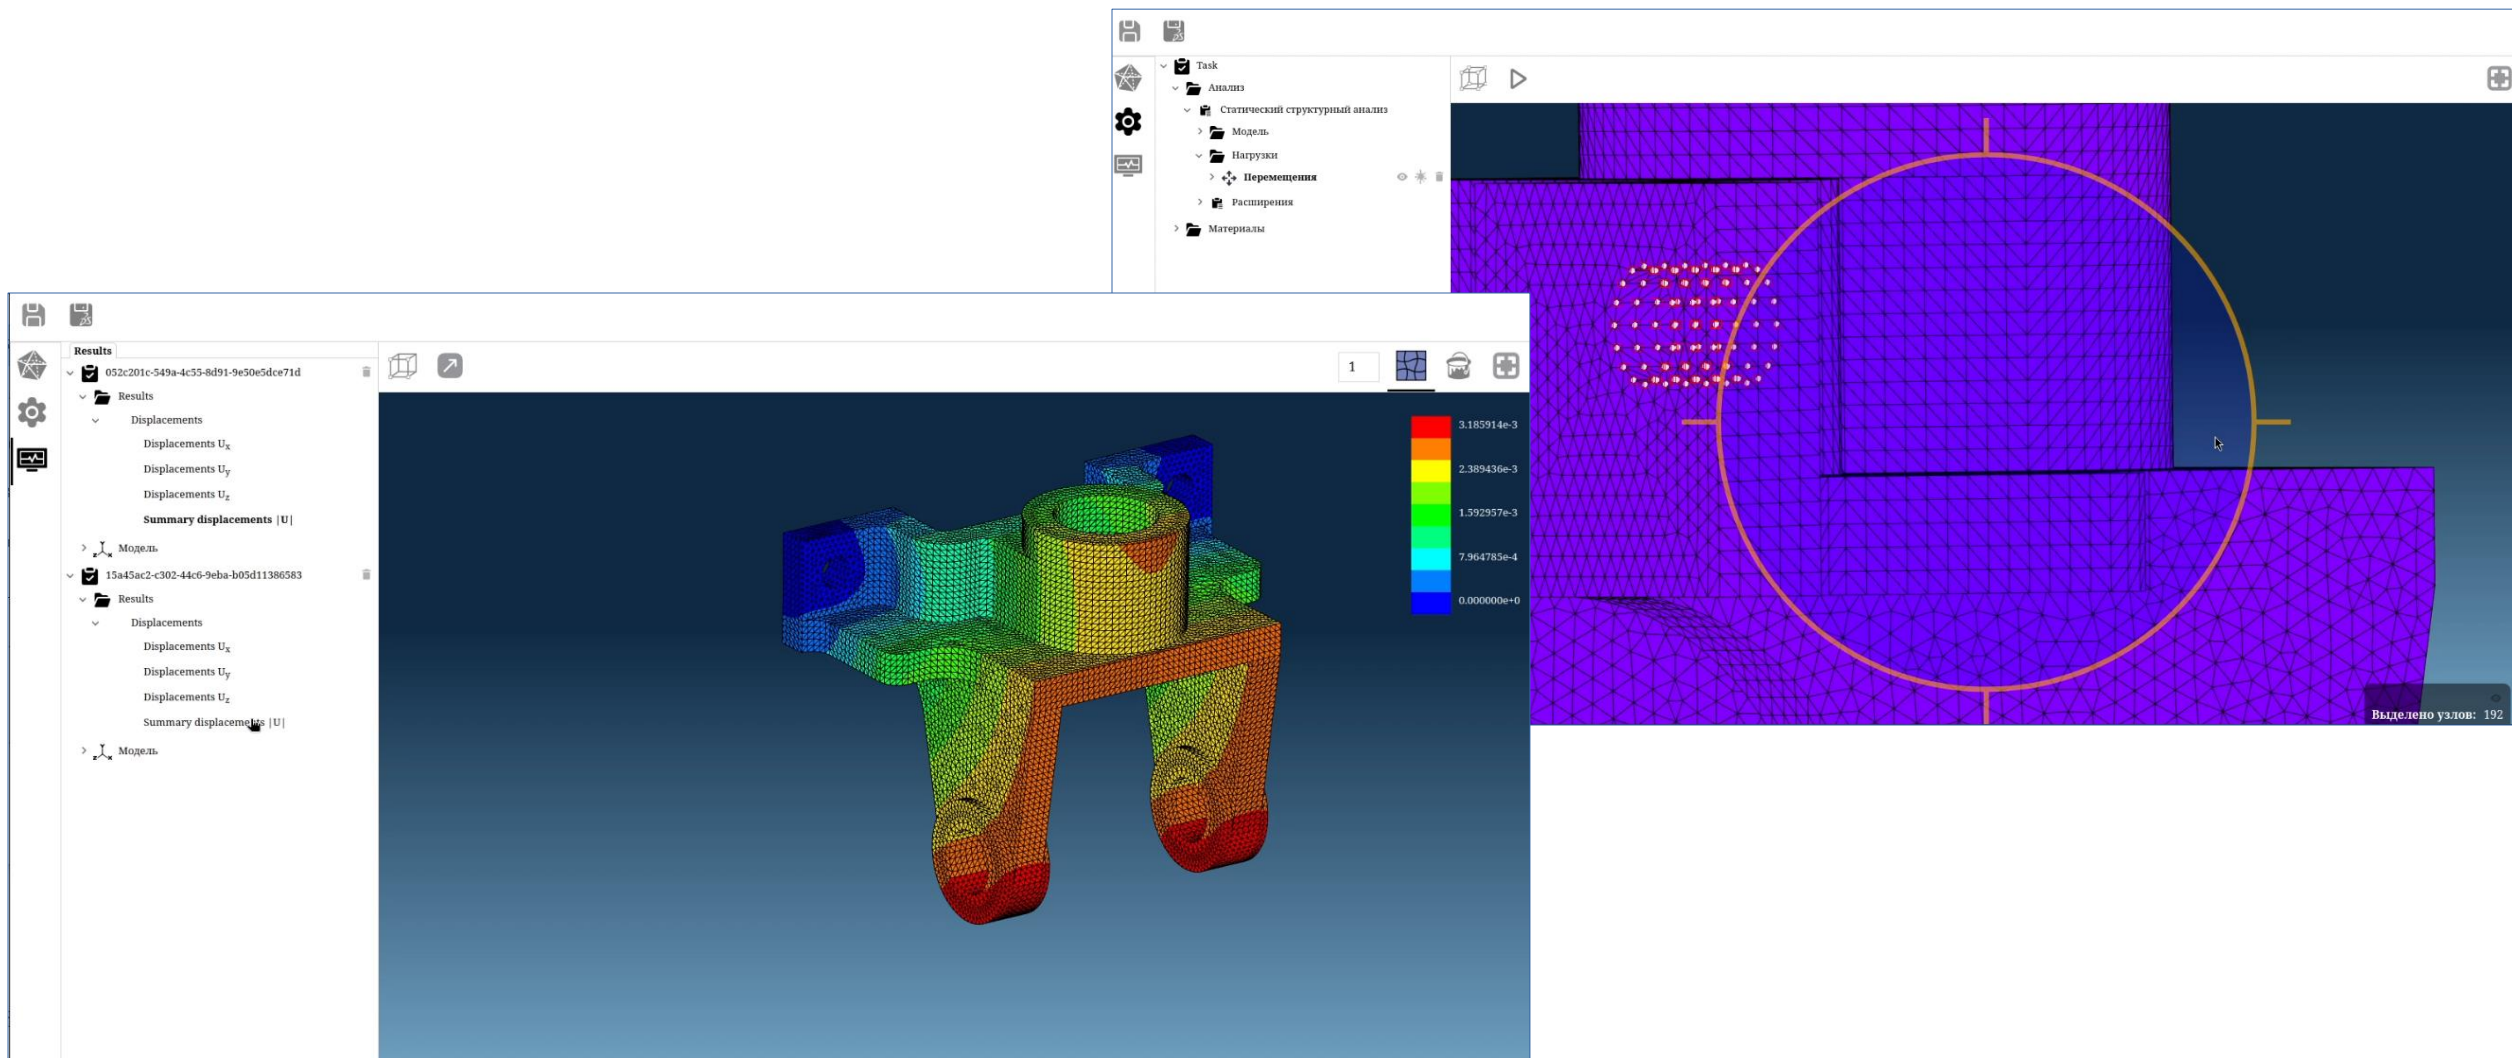 Task
Анализ
Статический структурный анализ
Модель
Нагрузки
Перемещения
Расширения
Материалы
Выделено узлов: 192
Results
052c201c-549a-4c55-8d91-9e50e5dce71d
Results
Displacements
Displacements Ux
Displacements Uy
Displacements Uz
Summary displacements |U|
Модель
15a45ac2-c302-44c6-9eba-b05d11386583
Results
Displacements
Displacements Ux
Displacements Uy
Displacements Uz
Summary displacements |U|
Модель
1
3.185914e-3
2.389436e-3
1.592957e-3
7.964785e-4
0.000000e+0